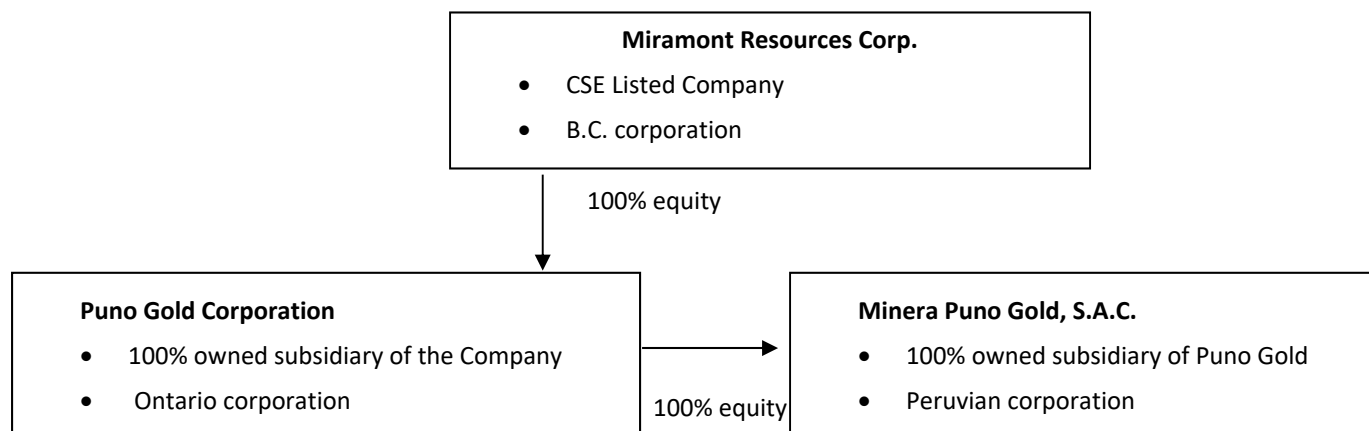 Miramont Resources Corp.
• CSE Listed Company
• B.C. corporation
100% equity
Puno Gold Corporation
• 100% owned subsidiary of the Company
• Ontario corporation
100% equity
Minera Puno Gold, S.A.C.
• 100% owned subsidiary of Puno Gold
• Peruvian corporation